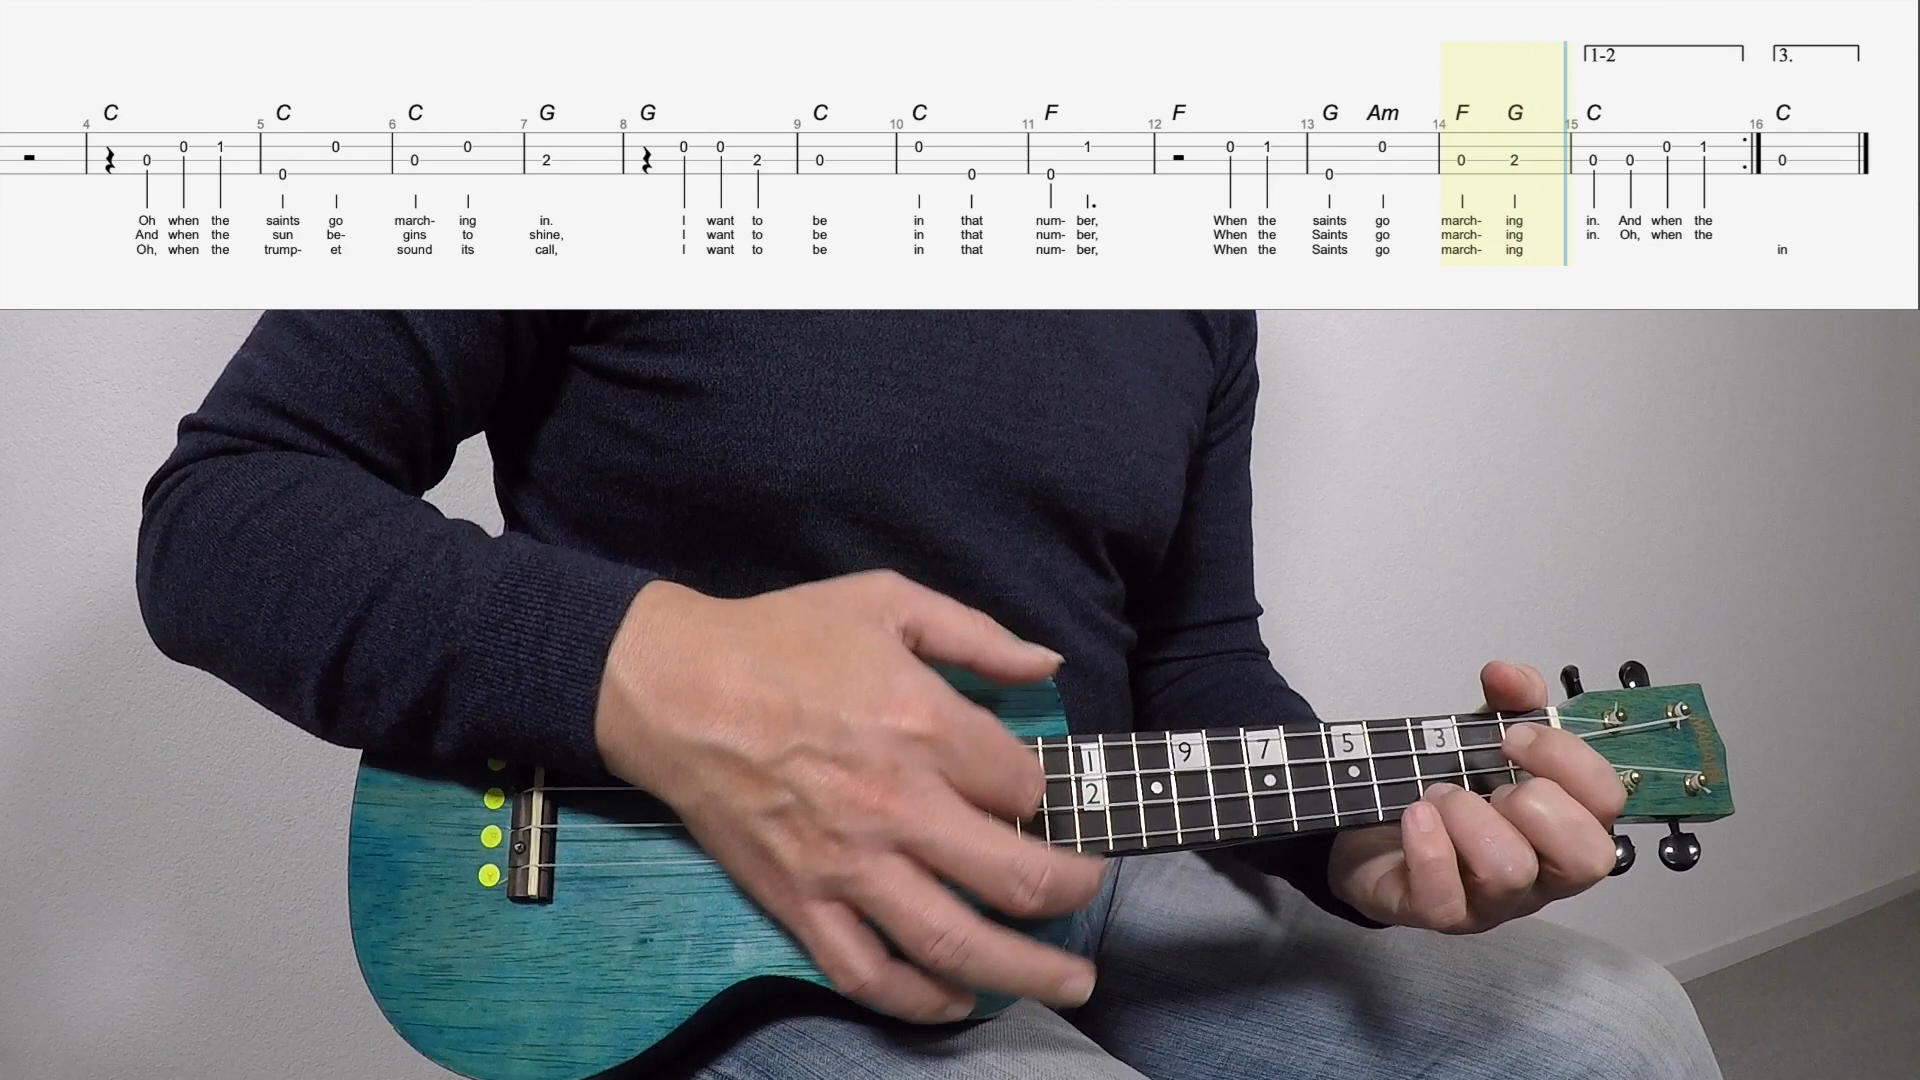 1-2 3.
C C C G G C C F F G Am F G C C
4 5 6 7 8 9 10 11 12 13 14 15 16
0 1 0 0 0 0 1 0 1 0 0 1
0 0 2 2 0 0 2 0 0 0
0 0 0 0
Oh when the saints go march- ing in. I want to be in that num- ber, When the saints go march- ing in. And when the
And when the sun be- gins to shine, I want to be in that num- ber, When the Saints go march- ing in. Oh, when the
Oh, when the trump- et sound its call, I want to be in that num- ber, When the Saints go march- ing in
1 2 9 7 5 3